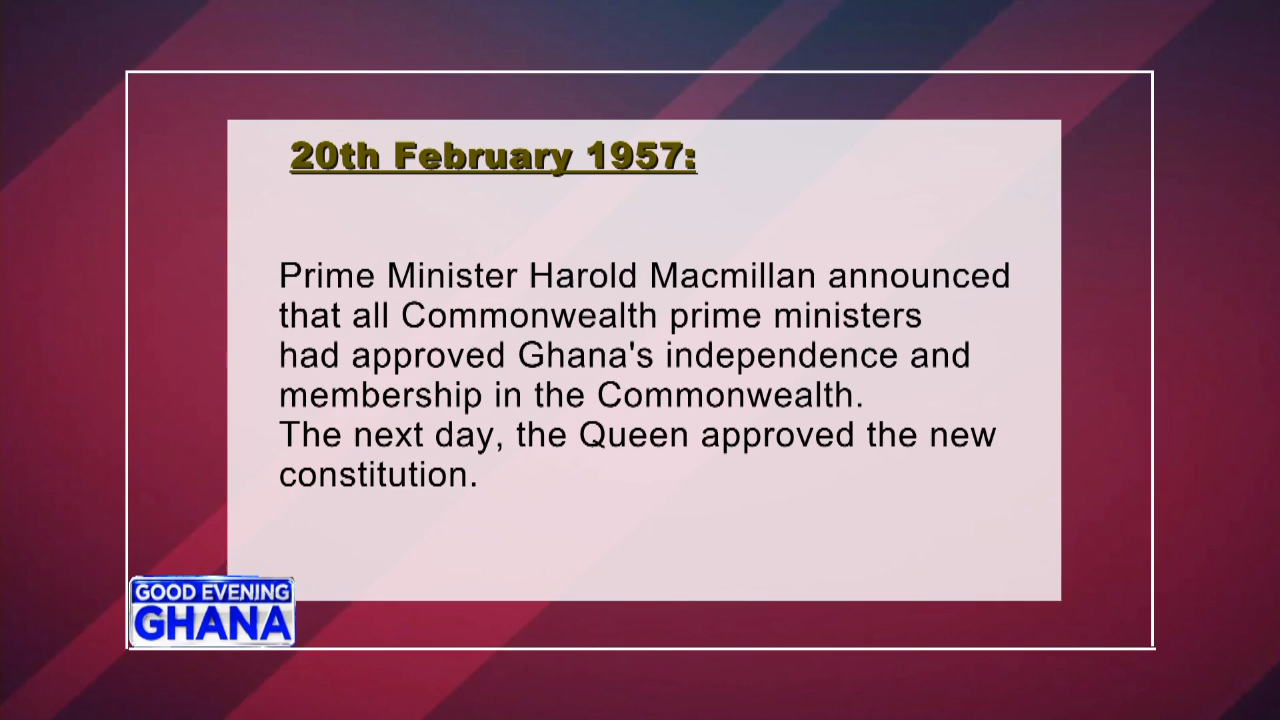 20th February 1957:
Prime Minister Harold Macmillan announced
that all Commonwealth prime ministers
had approved Ghana's independence and
membership in the Commonwealth.
The next day, the Queen approved the new
constitution.
GOOD EVENING
GHANA